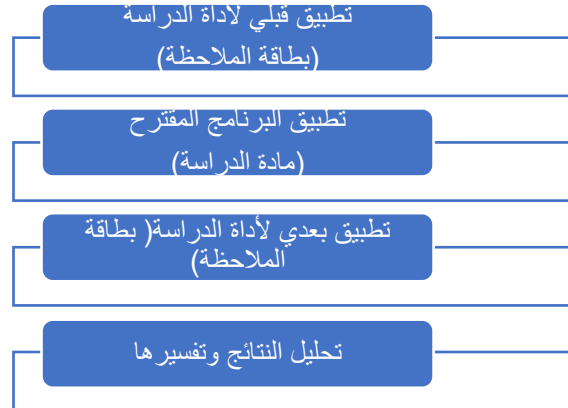 تطبيق قبلي لأداة الدراسة
(بطاقة الملاحظة)
تطبيق البرنامج المقترح
(مادة الدراسة)
تطبيق بعدي لأداة الدراسة( بطاقة
الملاحظة)
تحليل النتائج وتفسيرها